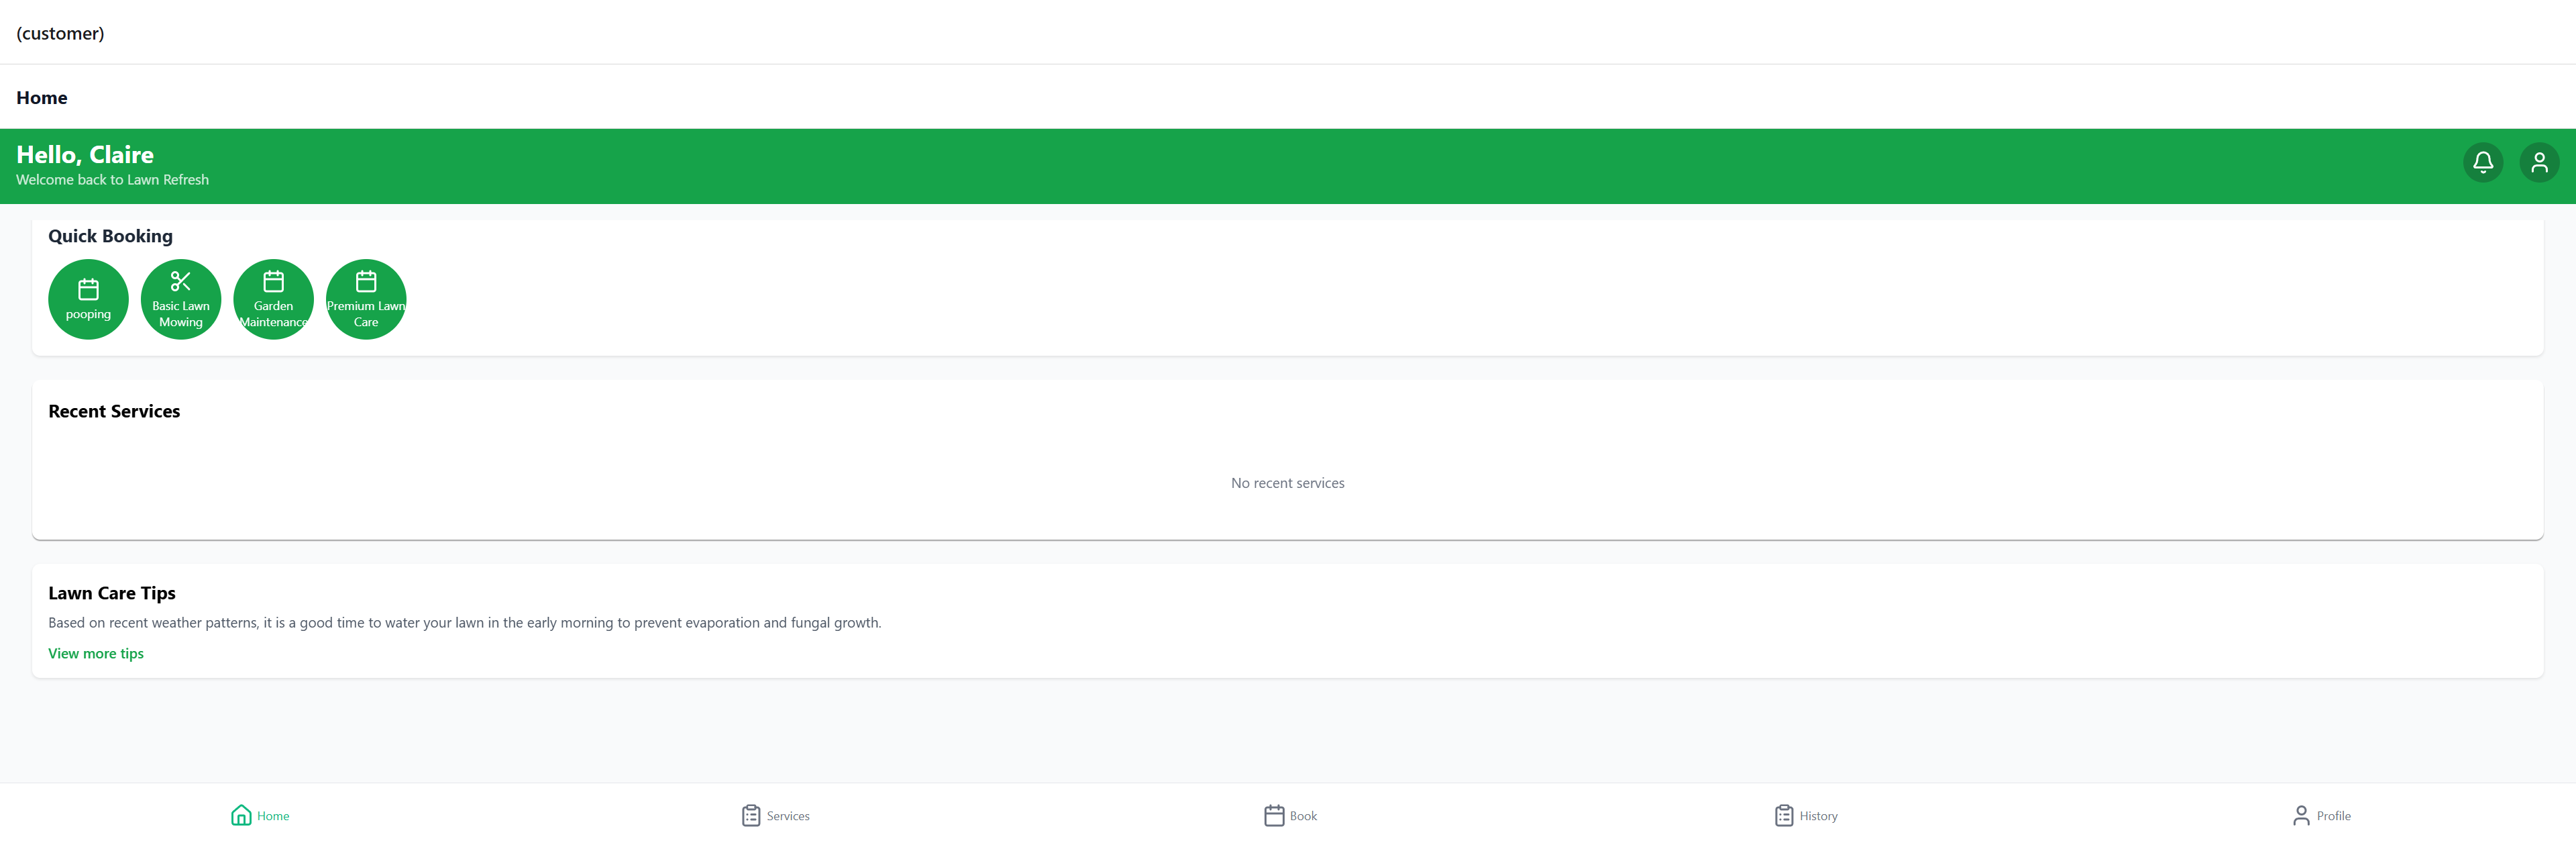 (customer)
Home
Hello, Claire
Welcome back to Lawn Refresh
Quick Booking
pooping
Basic Lawn
Mowing
Garden
Maintenance
Premium Lawn
Care
Recent Services
No recent services
Lawn Care Tips
Based on recent weather patterns, it is a good time to water your lawn in the early morning to prevent evaporation and fungal growth.
View more tips
Home
Services
Book
History
Profile